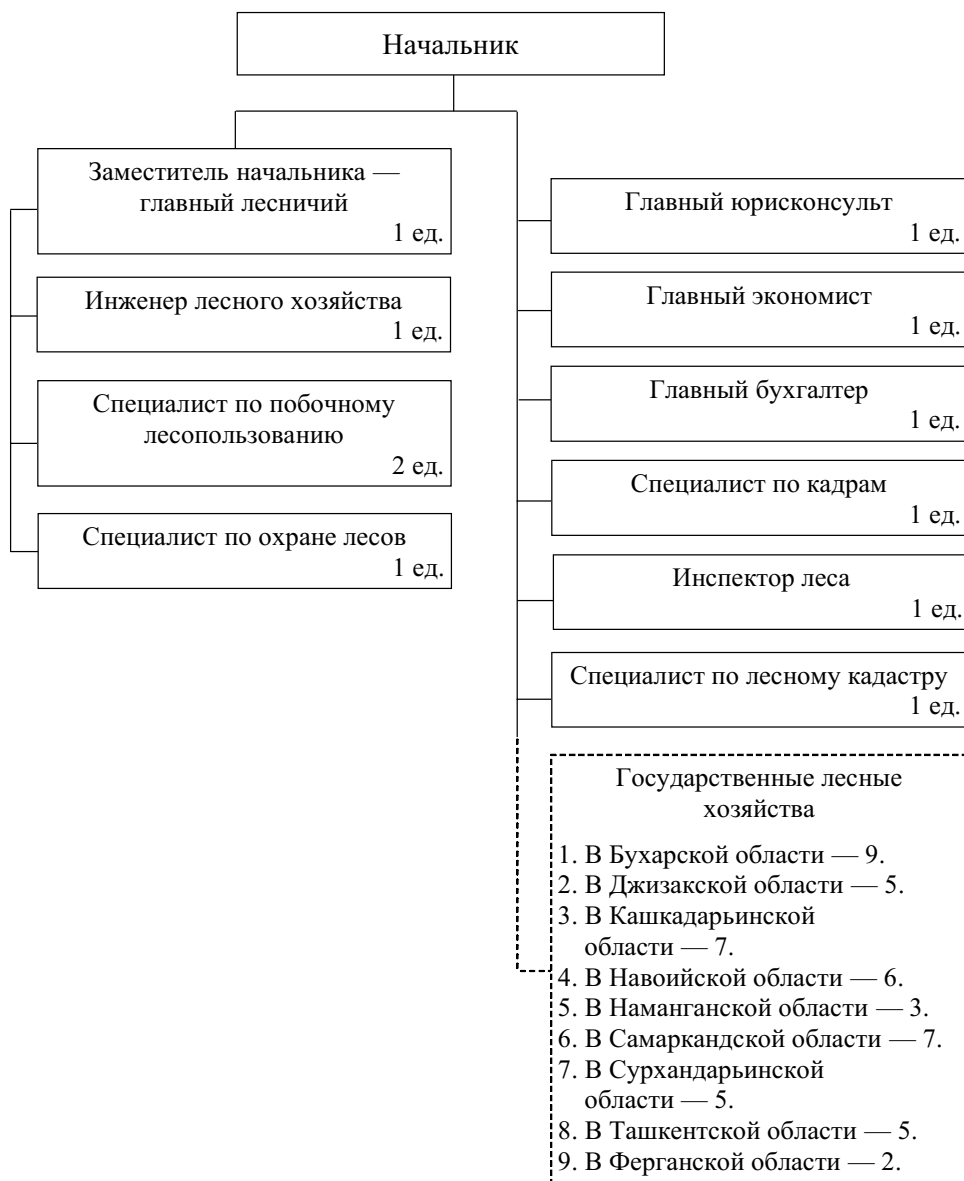 Начальник
Заместитель начальника —
главный лесничий
1 ед.
Инженер лесного хозяйства
1 ед.
Специалист по побочному
лесопользованию
2 ед.
Специалист по охране лесов
1 ед.
Главный юрисконсульт
1 ед.
Главный экономист
1 ед.
Главный бухгалтер
1 ед.
Специалист по кадрам
1 ед.
Инспектор леса
1 ед.
Специалист по лесному кадастру
1 ед.
Государственные лесные
хозяйства
1. В Бухарской области — 9.
2. В Джизакской области — 5.
3. В Кашкадарьинской
области — 7.
4. В Навоийской области — 6.
5. В Наманганской области — 3.
6. В Самаркандской области — 7.
7. В Сурхандарьинской
области — 5.
8. В Ташкентской области — 5.
9. В Ферганской области — 2.